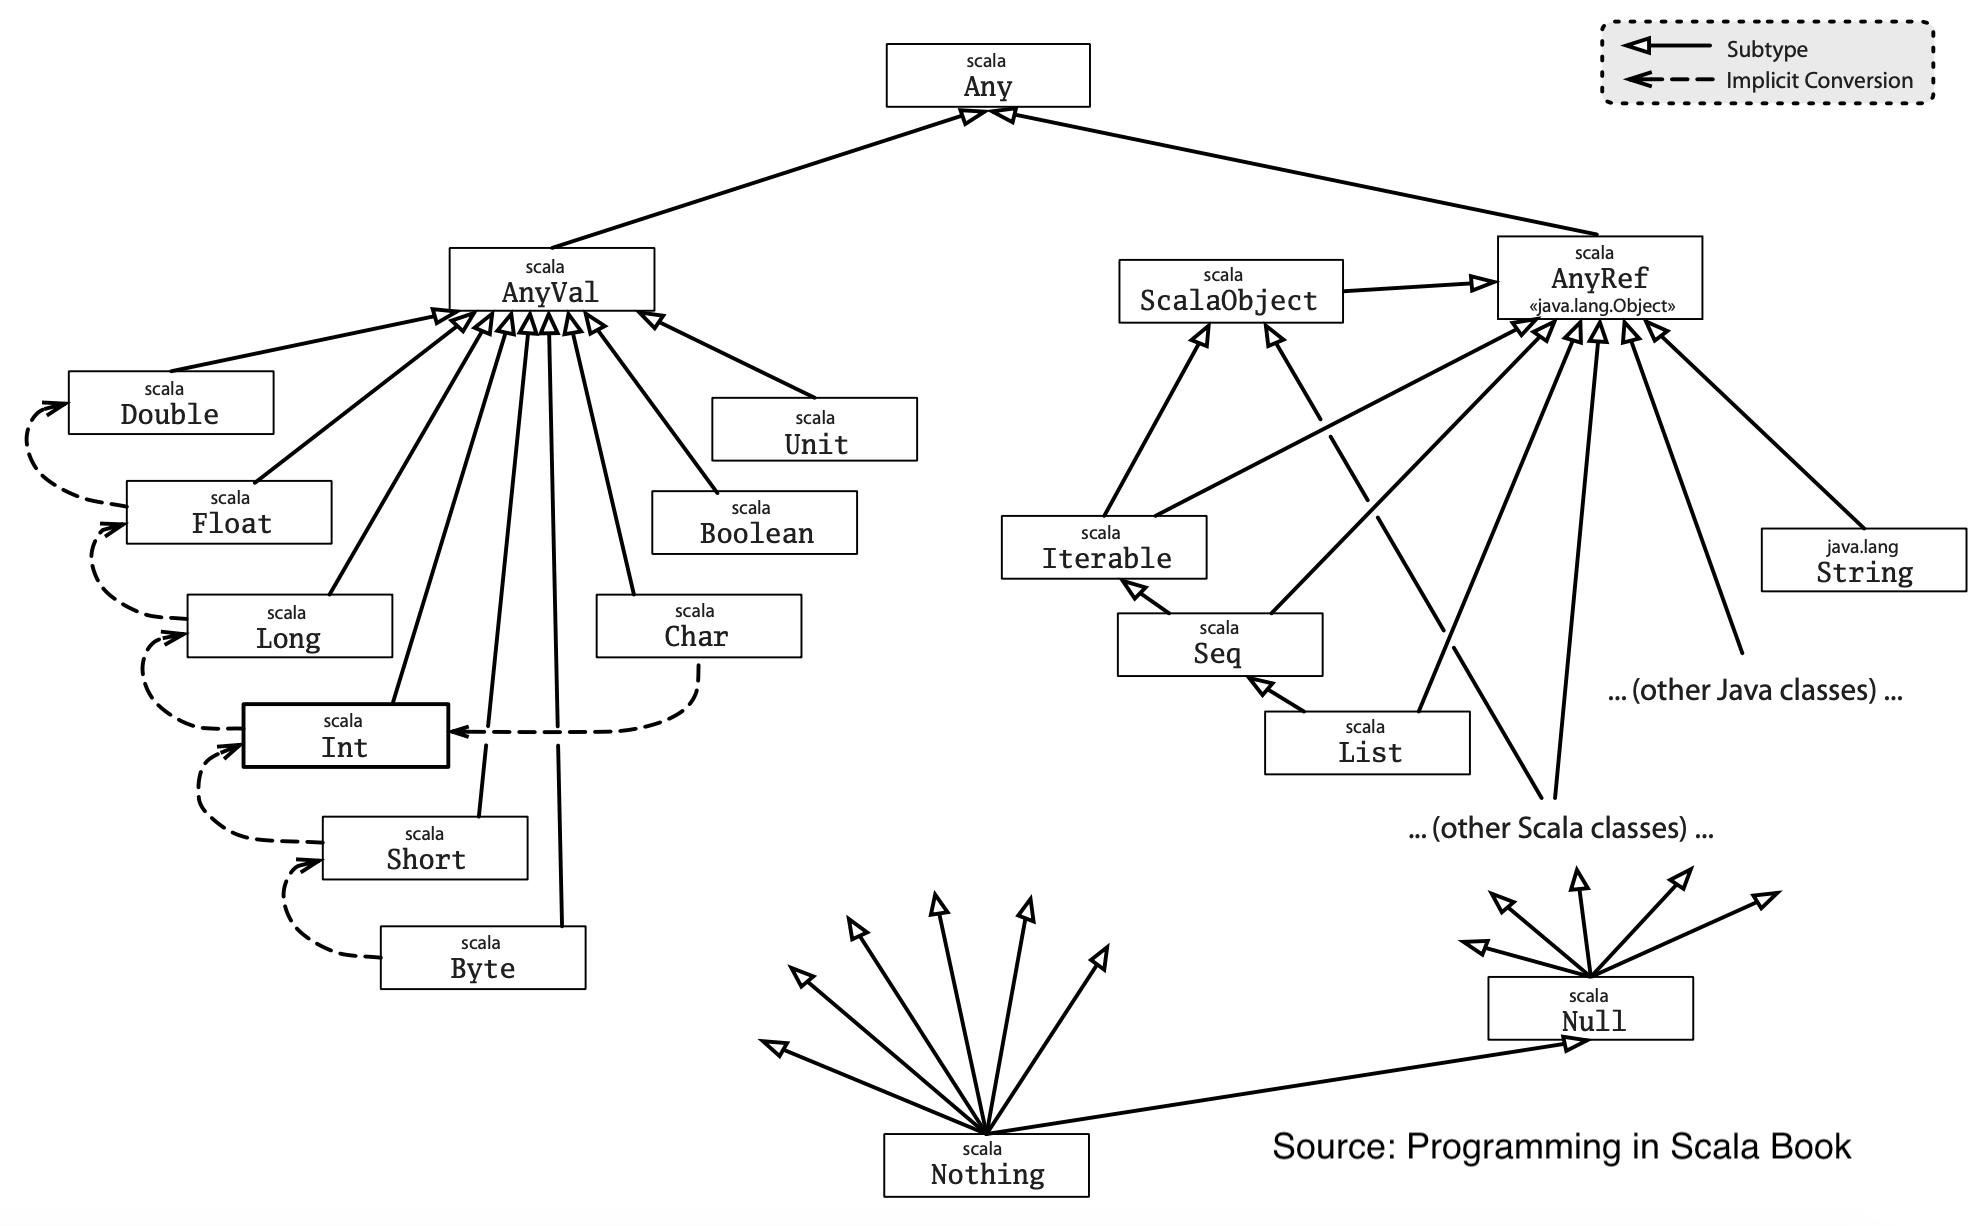 scala
Any
Subtype
Implicit Conversion
scala
AnyVal
scala
ScalaObject
scala
AnyRef
«java.lang.Object»
scala
Double
scala
Unit
scala
Float
scala
Boolean
scala
Iterable
java.lang
String
scala
Long
scala
Char
scala
Seq
... (other Java classes) ...
scala
Int
scala
List
scala
Short
... (other Scala classes) ...
scala
Byte
scala
Null
scala
Nothing
Source: Programming in Scala Book